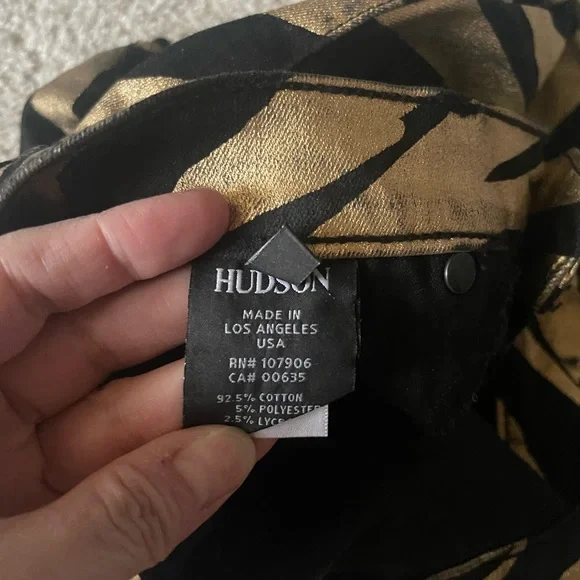 HUDSON
MADE IN
LOS ANGELES
USA
RN# 107906
CA# 00635
92.5% COTTON
5% POLYESTER
2.5%